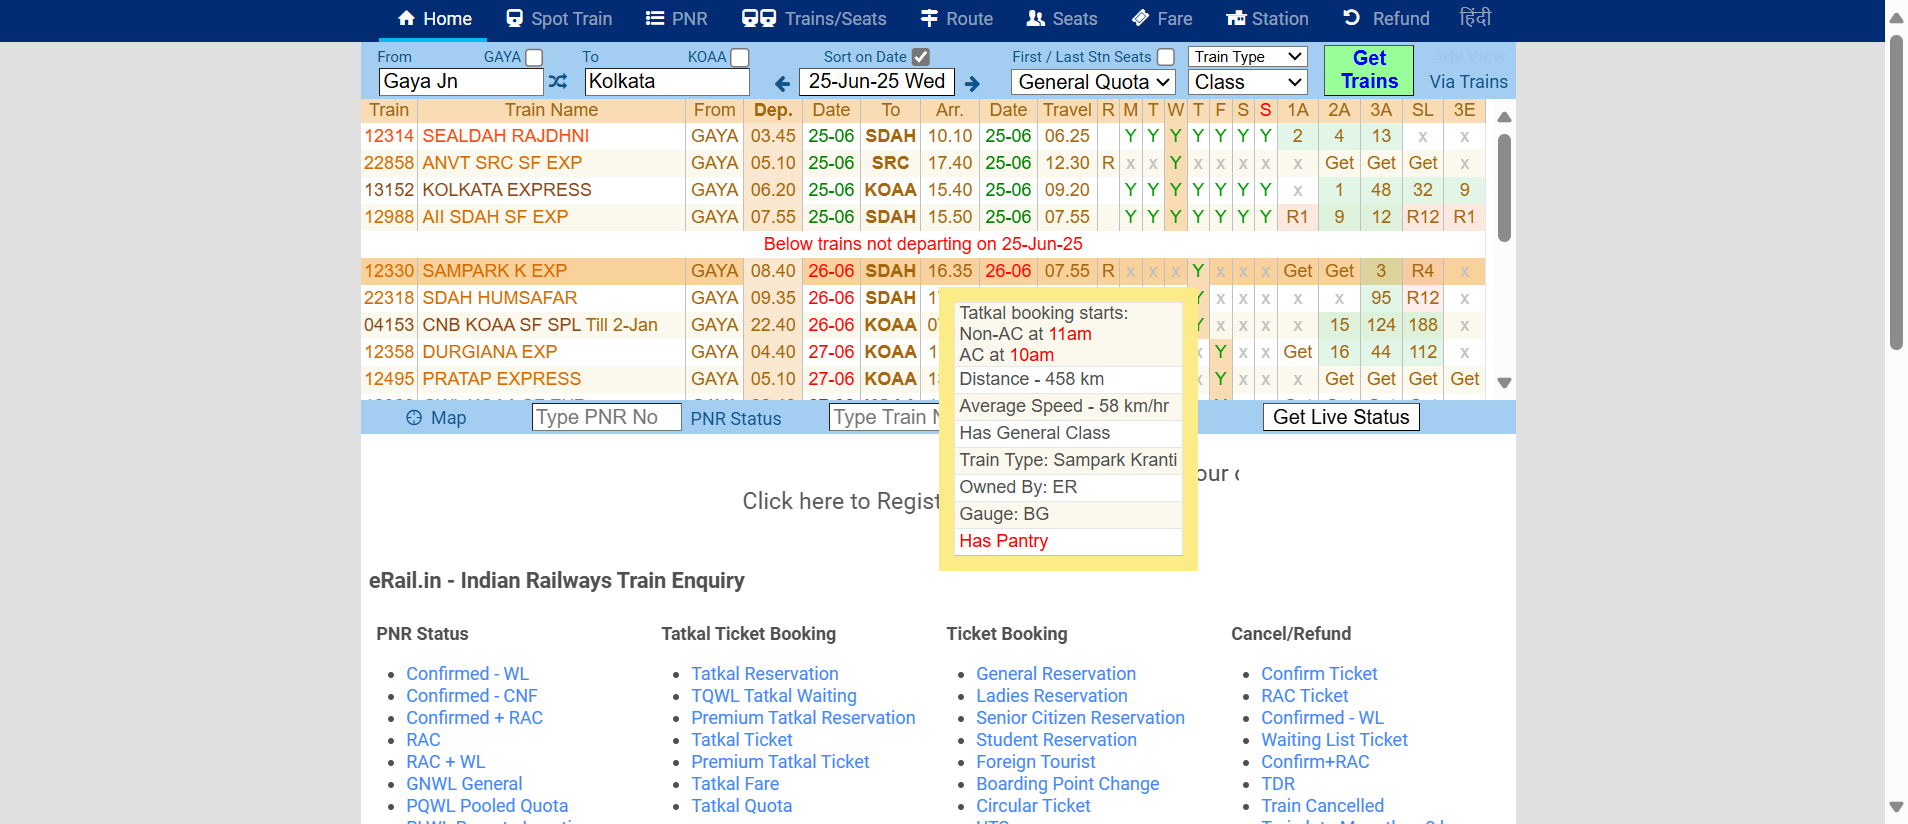 Home Spot Train PNR Trains/Seats Route Seats Fare Station Refund हिंदी
From GAYA To KOAA Sort on Date First / Last Stn Seats Train Type Get Trains Adv View
Gaya Jn Kolkata 25-Jun-25 Wed General Quota Class Via Trains
Train Train Name From Dep. Date To Arr. Date Travel R M T W T F S S 1A 2A 3A SL 3E
12314 SEALDAH RAJDHNI GAYA 03.45 25-06 SDAH 10.10 25-06 06.25 Y Y Y Y Y Y Y 2 4 13 x x
22858 ANVT SRC SF EXP GAYA 05.10 25-06 SRC 17.40 25-06 12.30 R x x Y x x x x x Get Get Get x
13152 KOLKATA EXPRESS GAYA 06.20 25-06 KOAA 15.40 25-06 09.20 Y Y Y Y Y Y Y x 1 48 32 9
12988 AII SDAH SF EXP GAYA 07.55 25-06 SDAH 15.50 25-06 07.55 Y Y Y Y Y Y Y R1 9 12 R12 R1
Below trains not departing on 25-Jun-25
12330 SAMPARK K EXP GAYA 08.40 26-06 SDAH 16.35 26-06 07.55 R x x x Y x x x Get Get 3 R4 x
22318 SDAH HUMSAFAR GAYA 09.35 26-06 SDAH Y x x x x x 95 R12 x
04153 CNB KOAA SF SPL Till 2-Jan GAYA 22.40 26-06 KOAA Y x x x x 15 124 188 x
12358 DURGIANA EXP GAYA 04.40 27-06 KOAA x Y x x Get 16 44 112 x
12495 PRATAP EXPRESS GAYA 05.10 27-06 KOAA x Y x x x Get Get Get Get
Tatkal booking starts:
Non-AC at 11am
AC at 10am
Distance - 458 km
Average Speed - 58 km/hr
Has General Class
Train Type: Sampark Kranti
Owned By: ER
Gauge: BG
Has Pantry
Map Type PNR No PNR Status Type Train Get Live Status
our
Click here to Regist
eRail.in - Indian Railways Train Enquiry
PNR Status Tatkal Ticket Booking Ticket Booking Cancel/Refund
Confirmed - WL Tatkal Reservation General Reservation Confirm Ticket
Confirmed - CNF TQWL Tatkal Waiting Ladies Reservation RAC Ticket
Confirmed + RAC Premium Tatkal Reservation Senior Citizen Reservation Confirmed - WL
RAC Tatkal Ticket Student Reservation Waiting List Ticket
RAC + WL Premium Tatkal Ticket Foreign Tourist Confirm+RAC
GNWL General Tatkal Fare Boarding Point Change TDR
PQWL Pooled Quota Tatkal Quota Circular Ticket Train Cancelled